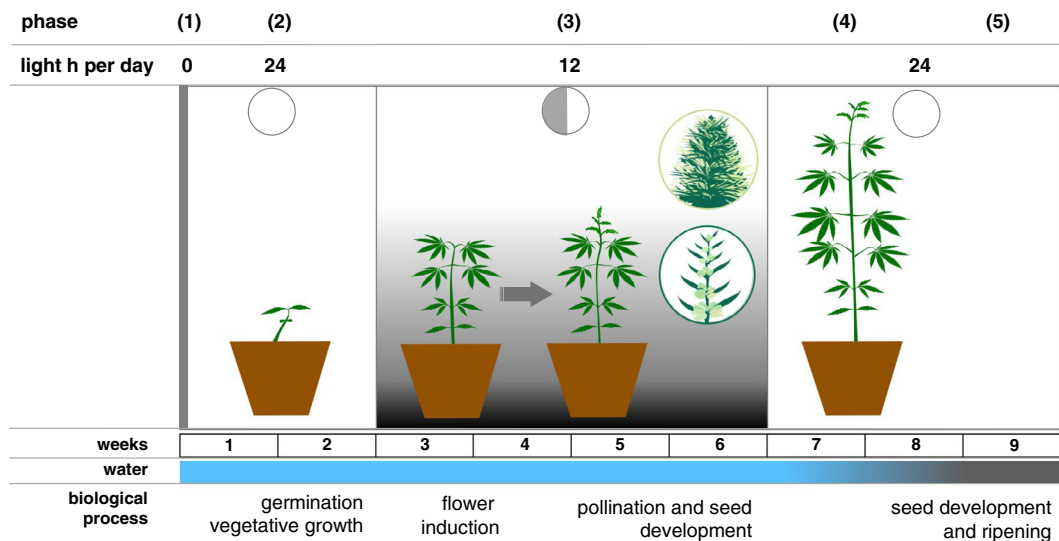 phase (1) (2) (3) (4) (5)
light h per day 0 24 12 24
weeks 1 2 3 4 5 6 7 8 9
water
biological process
germination
vegetative growth
flower
induction
pollination and seed
development
seed development
and ripening